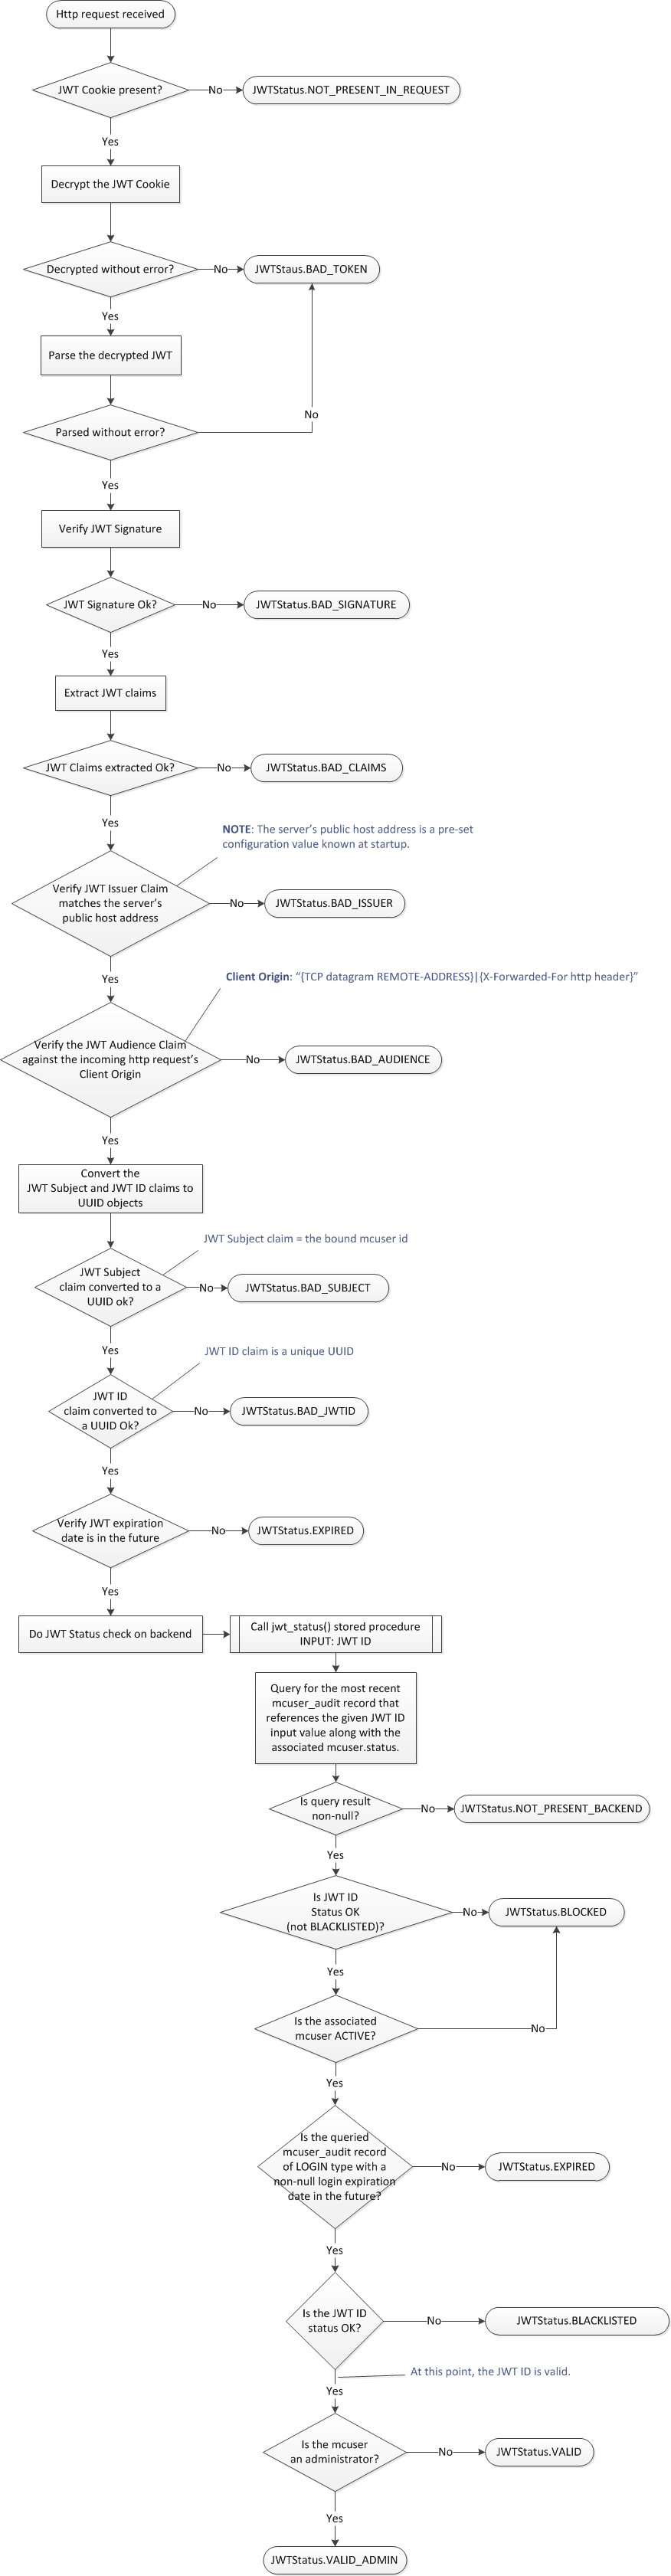 Http request received
JWT Cookie present?
No
JWTStatus.NOT_PRESENT_IN_REQUEST
Yes
Decrypt the JWT Cookie
Decrypted without error?
No
JWTStaus.BAD_TOKEN
Yes
Parse the decrypted JWT
No
Parsed without error?
Yes
Verify JWT Signature
JWT Signature Ok?
No
JWTStatus.BAD_SIGNATURE
Yes
Extract JWT claims
JWT Claims extracted Ok?
No
JWTStatus.BAD_CLAIMS
Yes
NOTE: The server's public host address is a pre-set
configuration value known at startup.
Verify JWT Issuer Claim
matches the server's
public host address
No
JWTStatus.BAD_ISSUER
Yes
Client Origin: “{TCP datagram REMOTE-ADDRESS}|{X-Forwarded-For http header}”
Verify the JWT Audience Claim
against the incoming http request's
Client Origin
No
JWTStatus.BAD_AUDIENCE
Yes
Convert the
JWT Subject and JWT ID claims to
UUID objects
JWT Subject claim = the bound mcuser id
JWT Subject
claim converted to a
UUID ok?
No
JWTStatus.BAD_SUBJECT
Yes
JWT ID claim is a unique UUID
JWT ID
claim converted to
a UUID Ok?
No
JWTStatus.BAD_JWTID
Yes
Verify JWT expiration
date is in the future
No
JWTStatus.EXPIRED
Yes
Do JWT Status check on backend
Call jwt_status() stored procedure
INPUT: JWT ID
Query for the most recent
mcuser_audit record that
references the given JWT ID
input value along with the
associated mcuser.status.
Is query result
non-null?
No
JWTStatus.NOT_PRESENT_BACKEND
Yes
Is JWT ID
Status OK
(not BLACKLISTED)?
No
JWTStatus.BLOCKED
Yes
Is the associated
mcuser ACTIVE?
No
Yes
Is the queried
mcuser_audit record
of LOGIN type with a
non-null login expiration
date in the future?
No
JWTStatus.EXPIRED
Yes
Is the JWT ID
status OK?
No
JWTStatus.BLACKLISTED
At this point, the JWT ID is valid.
Yes
Is the mcuser
an administrator?
No
JWTStatus.VALID
Yes
JWTStatus.VALID_ADMIN